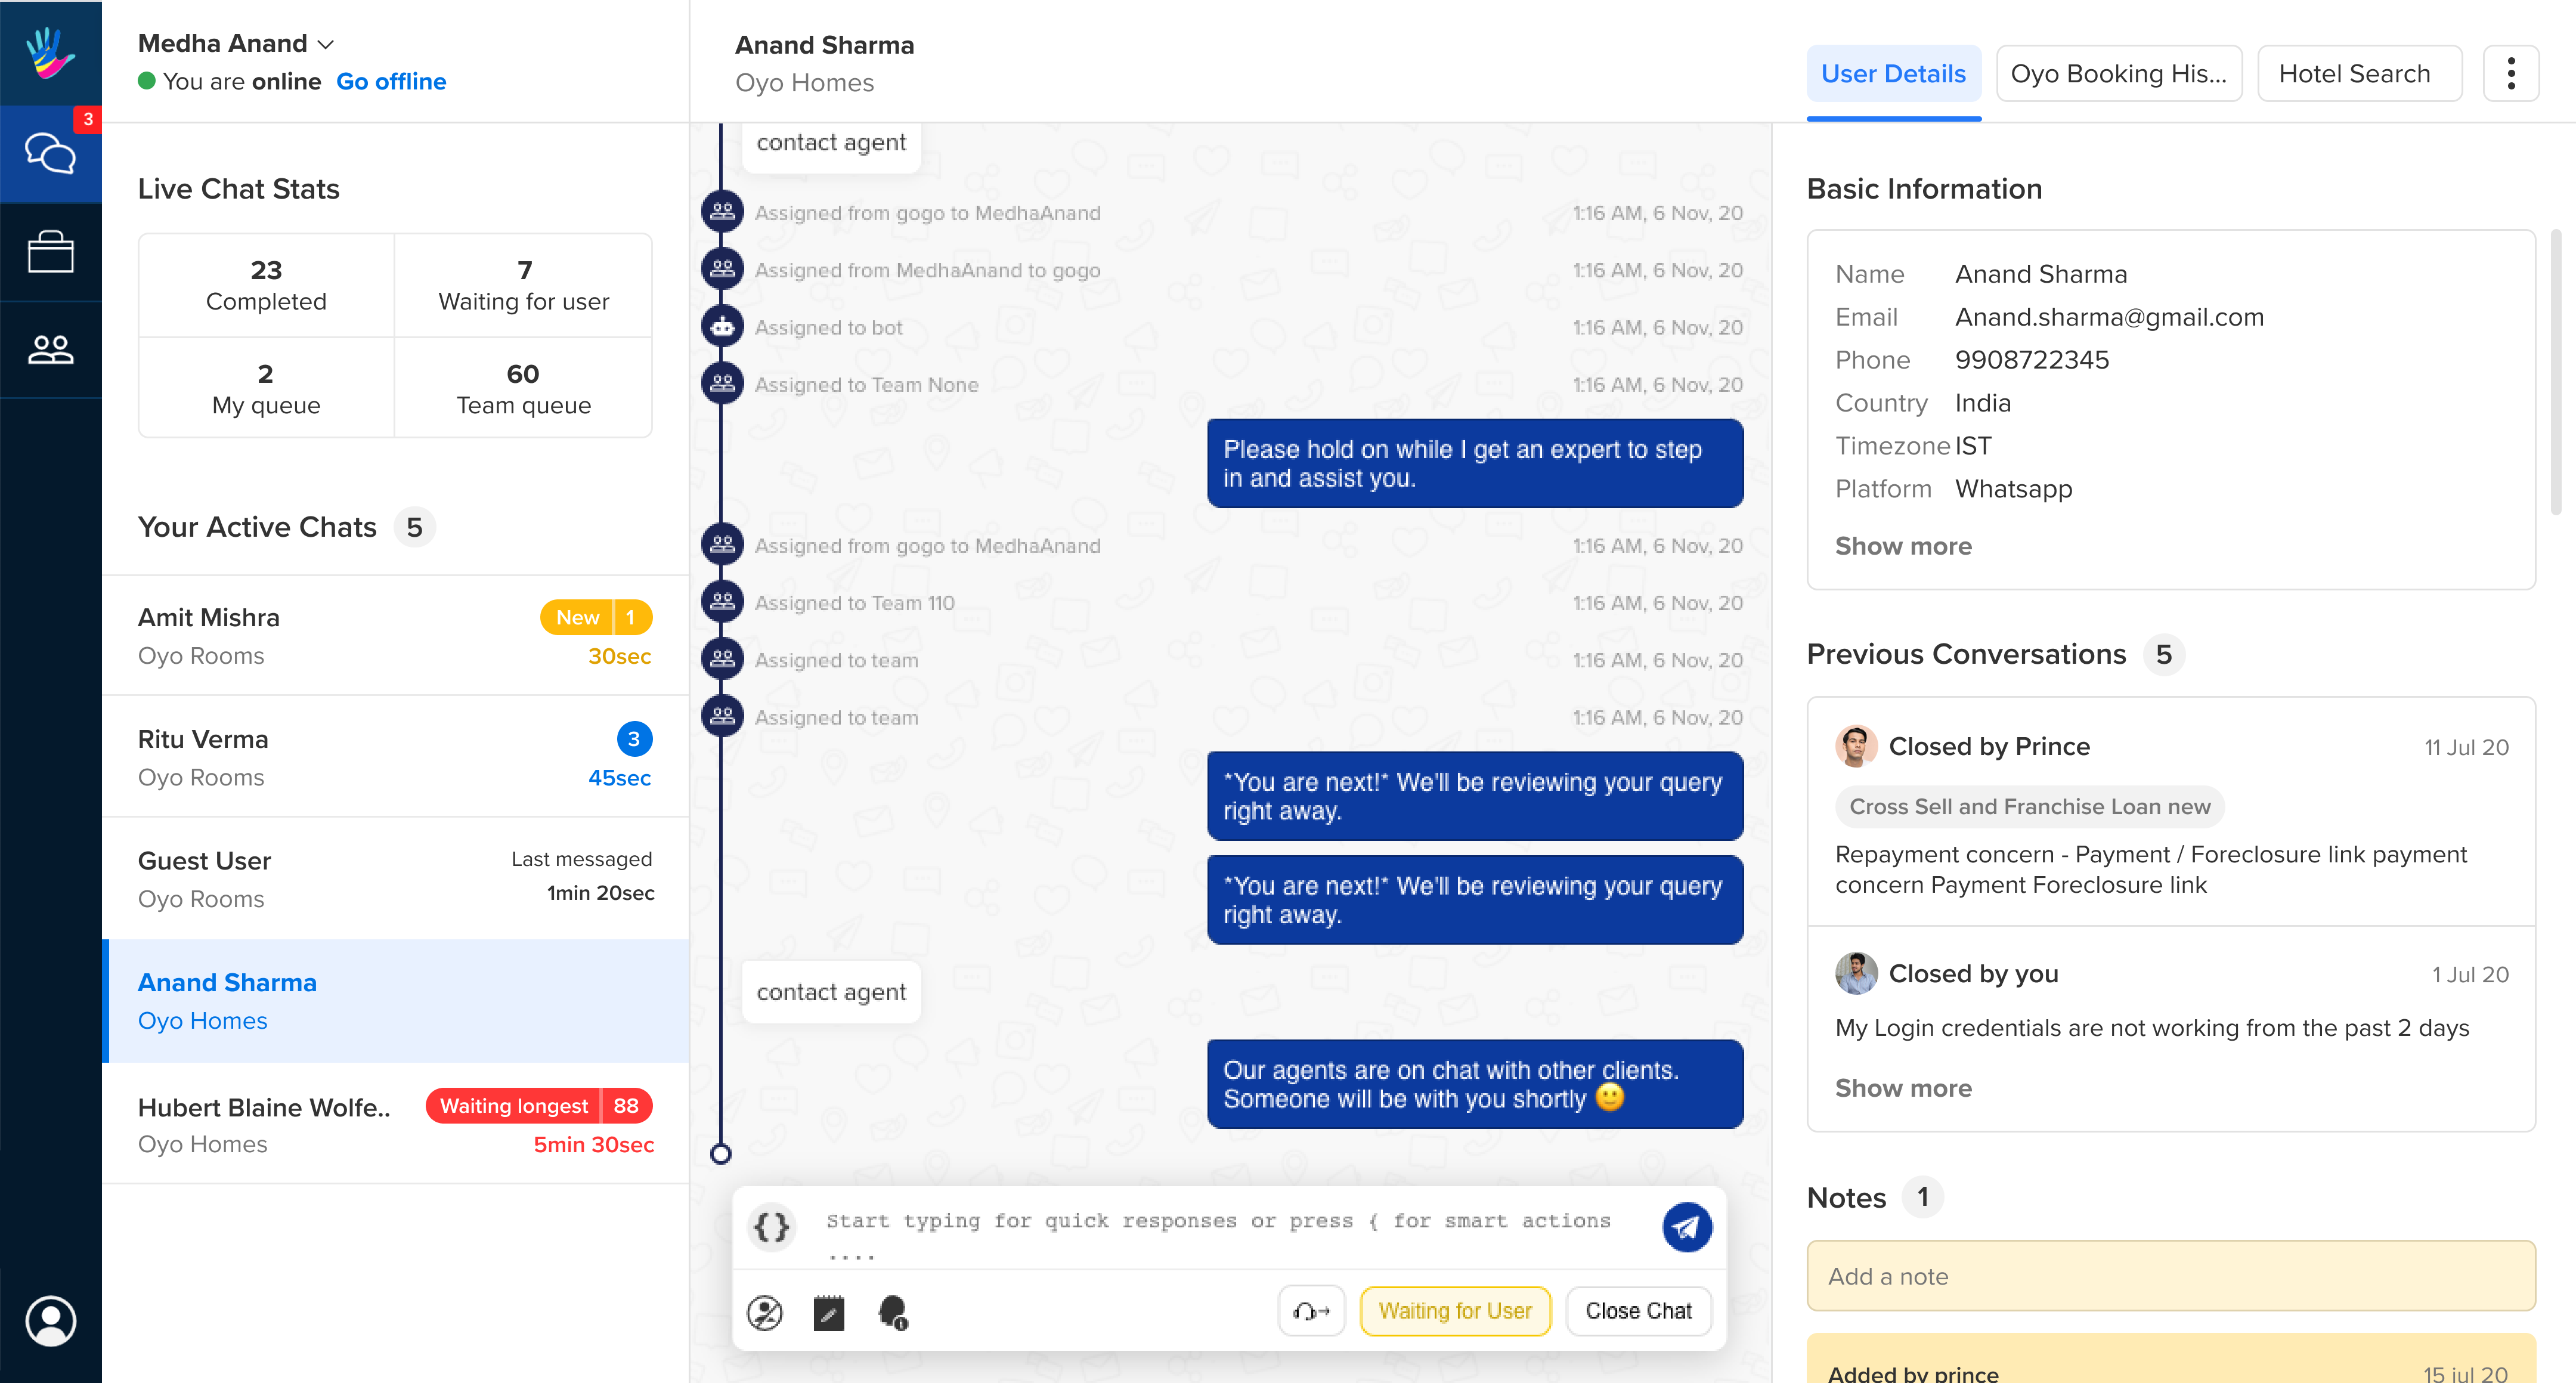 Medha Anand
You are online Go offline
3
Live Chat Stats
23
Completed
7
Waiting for user
2
My queue
60
Team queue
Your Active Chats 5
Amit Mishra
New 1
Oyo Rooms
30sec
Ritu Verma
3
Oyo Rooms
45sec
Guest User
Last messaged
Oyo Rooms
1min 20sec
Anand Sharma
Oyo Homes
Hubert Blaine Wolfe..
Waiting longest 88
Oyo Homes
5min 30sec
Anand Sharma
Oyo Homes
contact agent
Assigned from gogo to MedhaAnand 1:16 AM, 6 Nov, 20
Assigned from MedhaAnand to gogo 1:16 AM, 6 Nov, 20
Assigned to bot 1:16 AM, 6 Nov, 20
Assigned to Team None 1:16 AM, 6 Nov, 20
Please hold on while I get an expert to step
in and assist you.
Assigned from gogo to MedhaAnand 1:16 AM, 6 Nov, 20
Assigned to Team 110 1:16 AM, 6 Nov, 20
Assigned to team 1:16 AM, 6 Nov, 20
Assigned to team 1:16 AM, 6 Nov, 20
*You are next!* We'll be reviewing your query
right away.
*You are next!* We'll be reviewing your query
right away.
contact agent
Our agents are on chat with other clients.
Someone will be with you shortly 🙂
{} Start typing for quick responses or press { for smart actions
....
Waiting for User
Close Chat
User Details
Oyo Booking His...
Hotel Search
Basic Information
Name Anand Sharma
Email Anand.sharma@gmail.com
Phone 9908722345
Country India
Timezone IST
Platform Whatsapp
Show more
Previous Conversations 5
Closed by Prince 11 Jul 20
Cross Sell and Franchise Loan new
Repayment concern - Payment / Foreclosure link payment
concern Payment Foreclosure link
Closed by you 1 Jul 20
My Login credentials are not working from the past 2 days
Show more
Notes 1
Add a note
Added by prince 15 jul 20